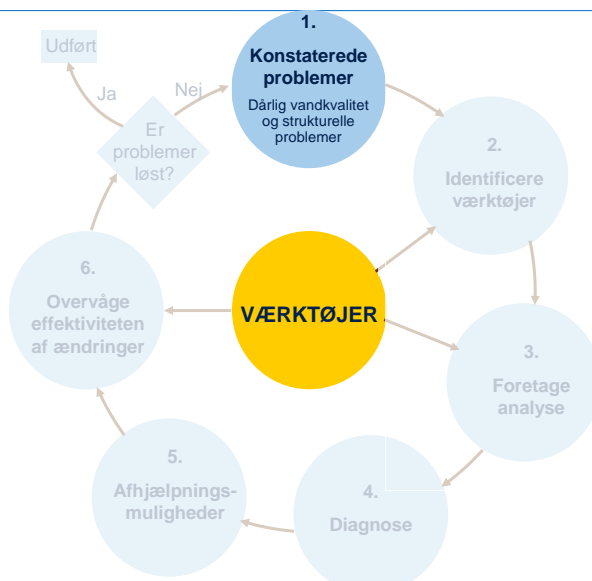 1.
Konstaterede
problemer
Dårlig vandkvalitet
og strukturelle
problemer
2.
Identificere
værktøjer
3.
Foretage
analyse
4.
Diagnose
5.
Afhjælpnings-
muligheder
6.
Overvåge
effektiviteten
af ændringer
Er
problemer
løst?
Nej
Ja
Udført
VÆRKTØJER